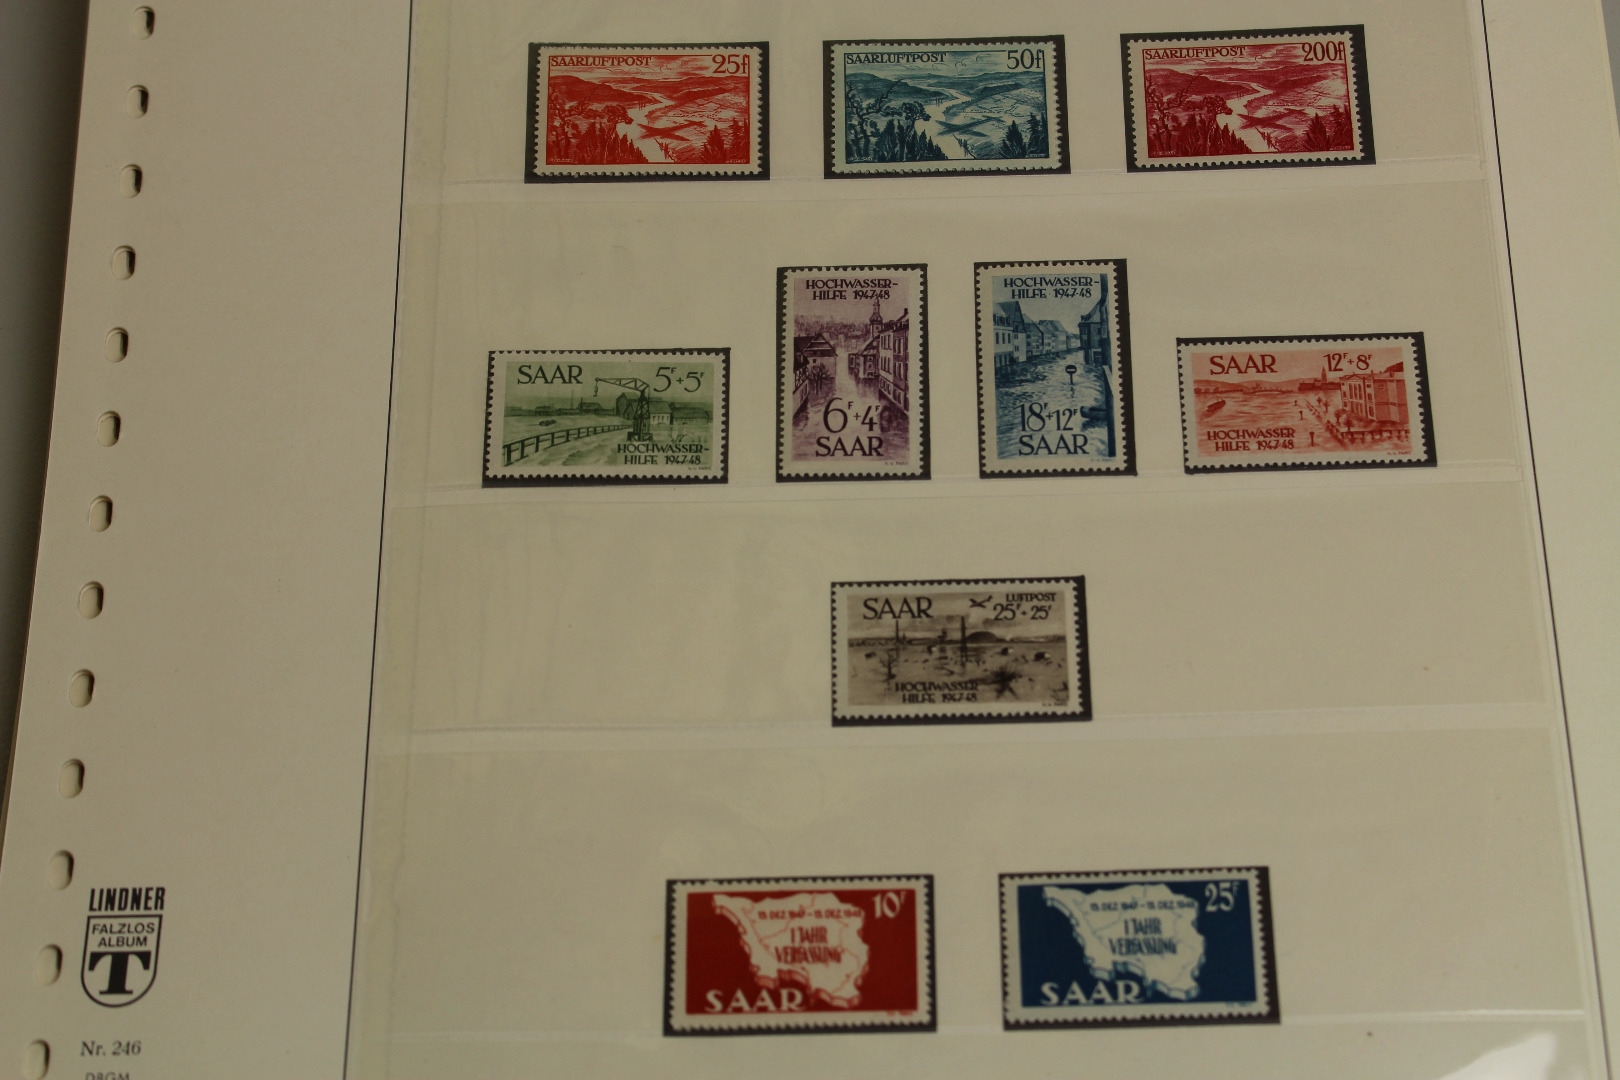 SAARLUFTPOST 25f
SAARLUFTPOST 50f
SAARLUFTPOST 200f
SAAR 5F+5F
HOCHWASSER-
HILFE 1947-48
HOCHWASSER-
HILFE 1947-48
6F+4F
SAAR
HOCHWASSER-
HILFE 1947-48
18F+12F
SAAR
SAAR 12F+8F
HOCHWASSER
HILFE 1947-48
SAAR LUFTPOST
25F+25F
HOCHWASSER
HILFE 1947-48
15. DEZ. 1947 – 15. DEZ. 1948 10F
1 JAHR
VERFASSUNG
SAAR
15. DEZ. 1947 – 15. DEZ. 1948 25F
1 JAHR
VERFASSUNG
SAAR
LINDNER
FALZLOS
ALBUM
T
Nr. 246
DBGM